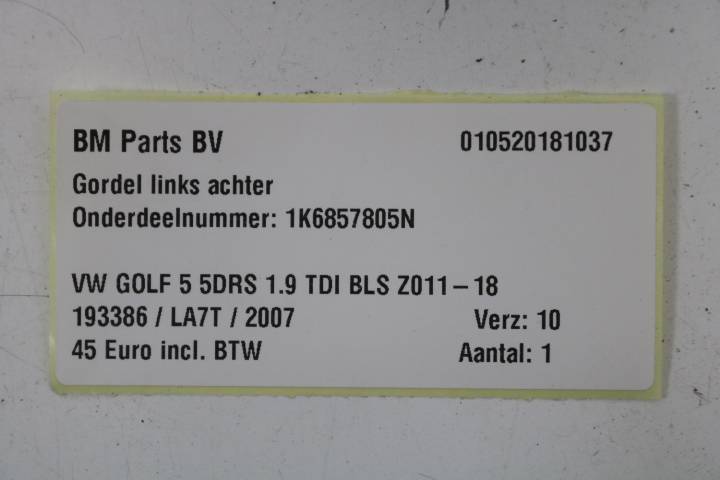 BM Parts BV 010520181037
Gordel links achter
Onderdeelnummer: 1K6857805N
VW GOLF 5 5DRS 1.9 TDI BLS Z011-18
193386 / LA7T / 2007 Verz: 10
45 Euro incl. BTW Aantal: 1